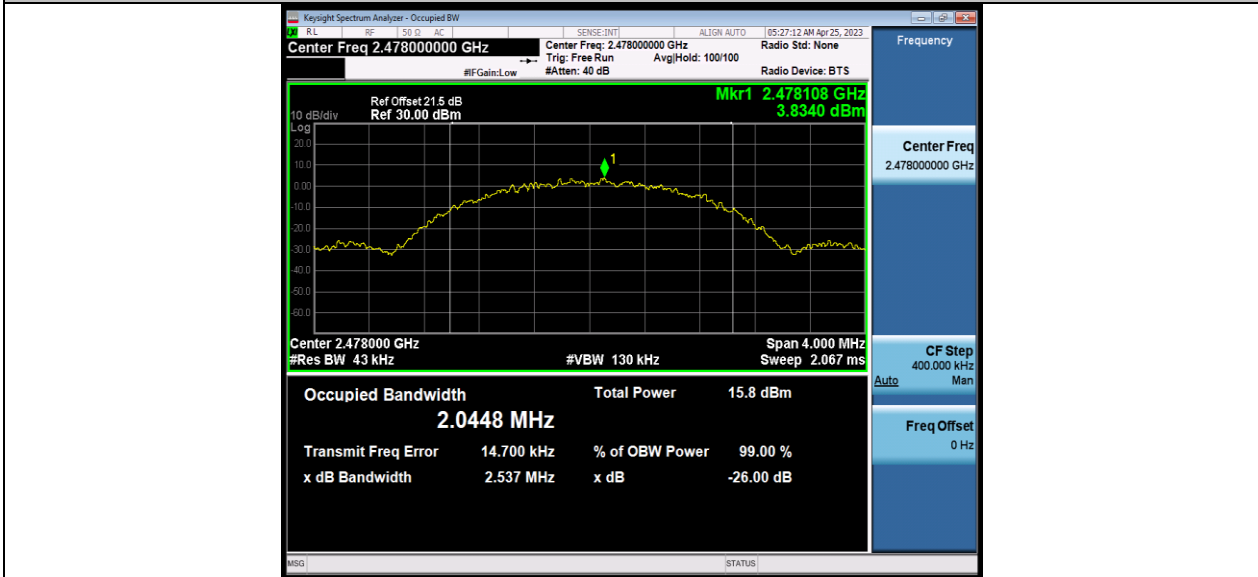 Keysight Spectrum Analyzer - Occupied BW
LXI RL RF 50 Ω AC SENSE:INT ALIGN AUTO 05:27:12 AM Apr 25, 2023
Center Freq 2.478000000 GHz
Center Freq: 2.478000000 GHz Radio Std: None
Trig: Free Run Avg|Hold: 100/100
#IFGain:Low #Atten: 40 dB Radio Device: BTS
Frequency
Mkr1 2.478108 GHz
3.8340 dBm
Ref Offset 21.5 dB
10 dB/div Ref 30.00 dBm
Log
20.0
10.0
1
0.00
-10.0
-20.0
-30.0
-40.0
-50.0
-60.0
Center 2.478000 GHz Span 4.000 MHz
#Res BW 43 kHz #VBW 130 kHz Sweep 2.067 ms
Center Freq
2.478000000 GHz
CF Step
400.000 kHz
Auto Man
Freq Offset
0 Hz
Occupied Bandwidth Total Power 15.8 dBm
2.0448 MHz
Transmit Freq Error 14.700 kHz % of OBW Power 99.00 %
x dB Bandwidth 2.537 MHz x dB -26.00 dB
MSG STATUS